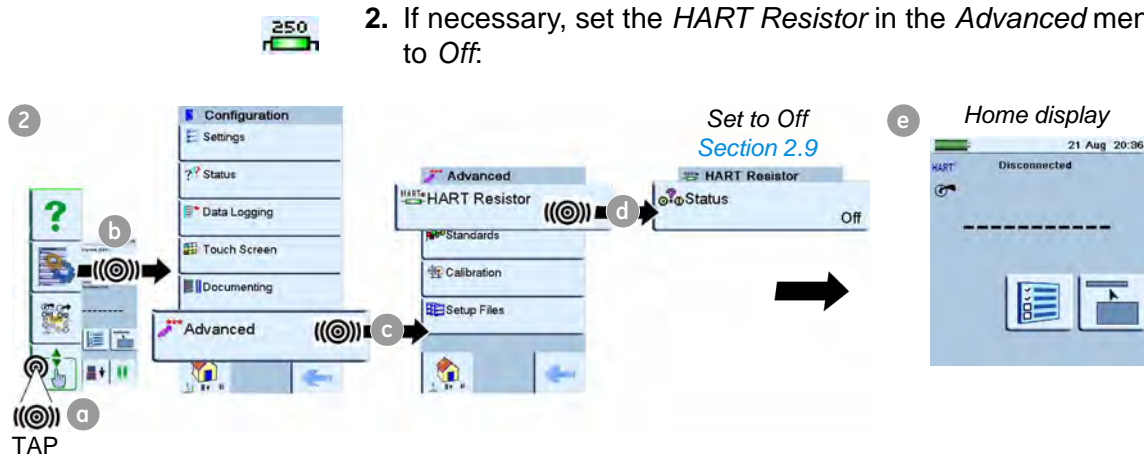 250
2. If necessary, set the HART Resistor in the Advanced mer
to Off:
2
Configuration
Settings
Status
Data Logging
Touch Screen
Documenting
Advanced
b
a
TAP
c
Advanced
HART HART Resistor
Standards
Calibration
Setup Files
d
Set to Off
Section 2.9
HART Resistor
Status
Off
e
Home display
21 Aug 20:36
HART
Disconnected